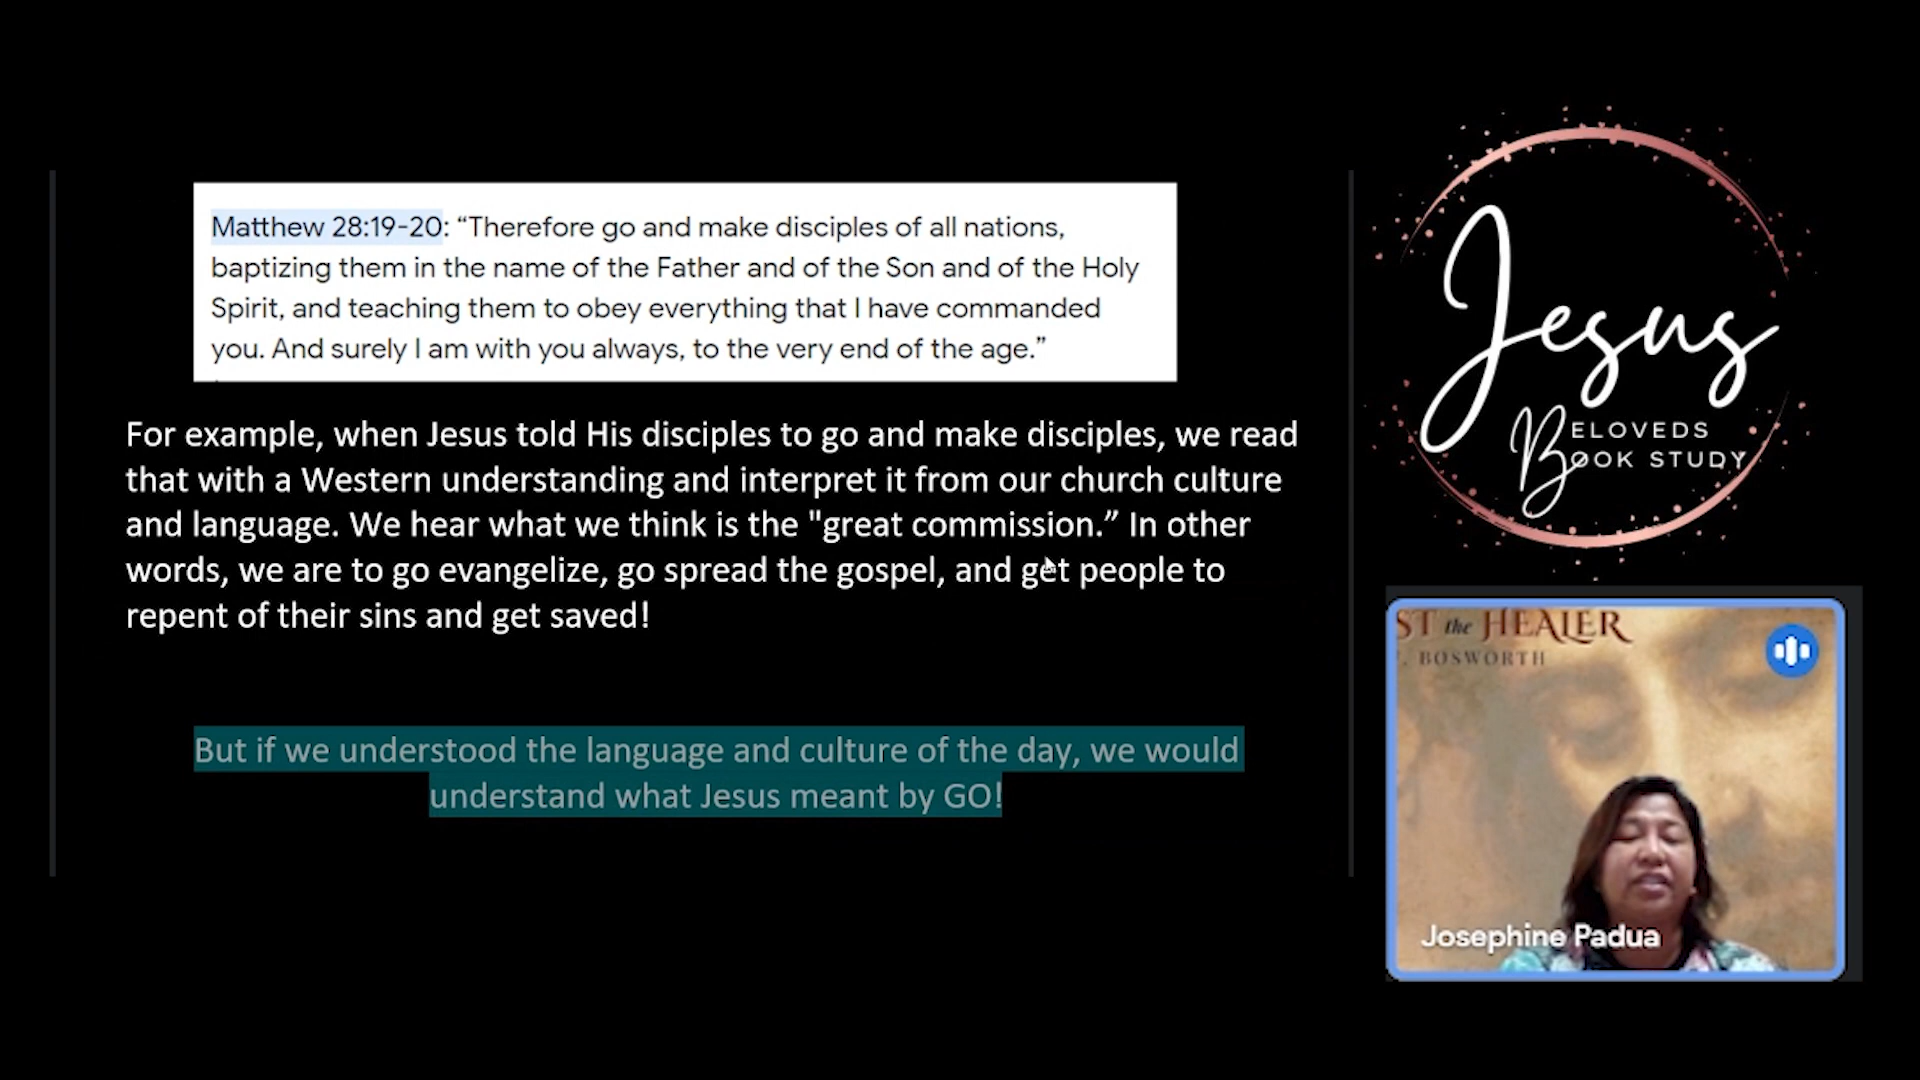 Matthew 28:19-20: “Therefore go and make disciples of all nations,
baptizing them in the name of the Father and of the Son and of the Holy
Spirit, and teaching them to obey everything that I have commanded
you. And surely I am with you always, to the very end of the age.”
For example, when Jesus told His disciples to go and make disciples, we read
that with a Western understanding and interpret it from our church culture
and language. We hear what we think is the "great commission.” In other
words, we are to go evangelize, go spread the gospel, and get people to
repent of their sins and get saved!
But if we understood the language and culture of the day, we would
understand what Jesus meant by GO!
Jesus
BELOVEDS
BOOK STUDY
ST the HEALER
. BOSWORTH
Josephine Padua